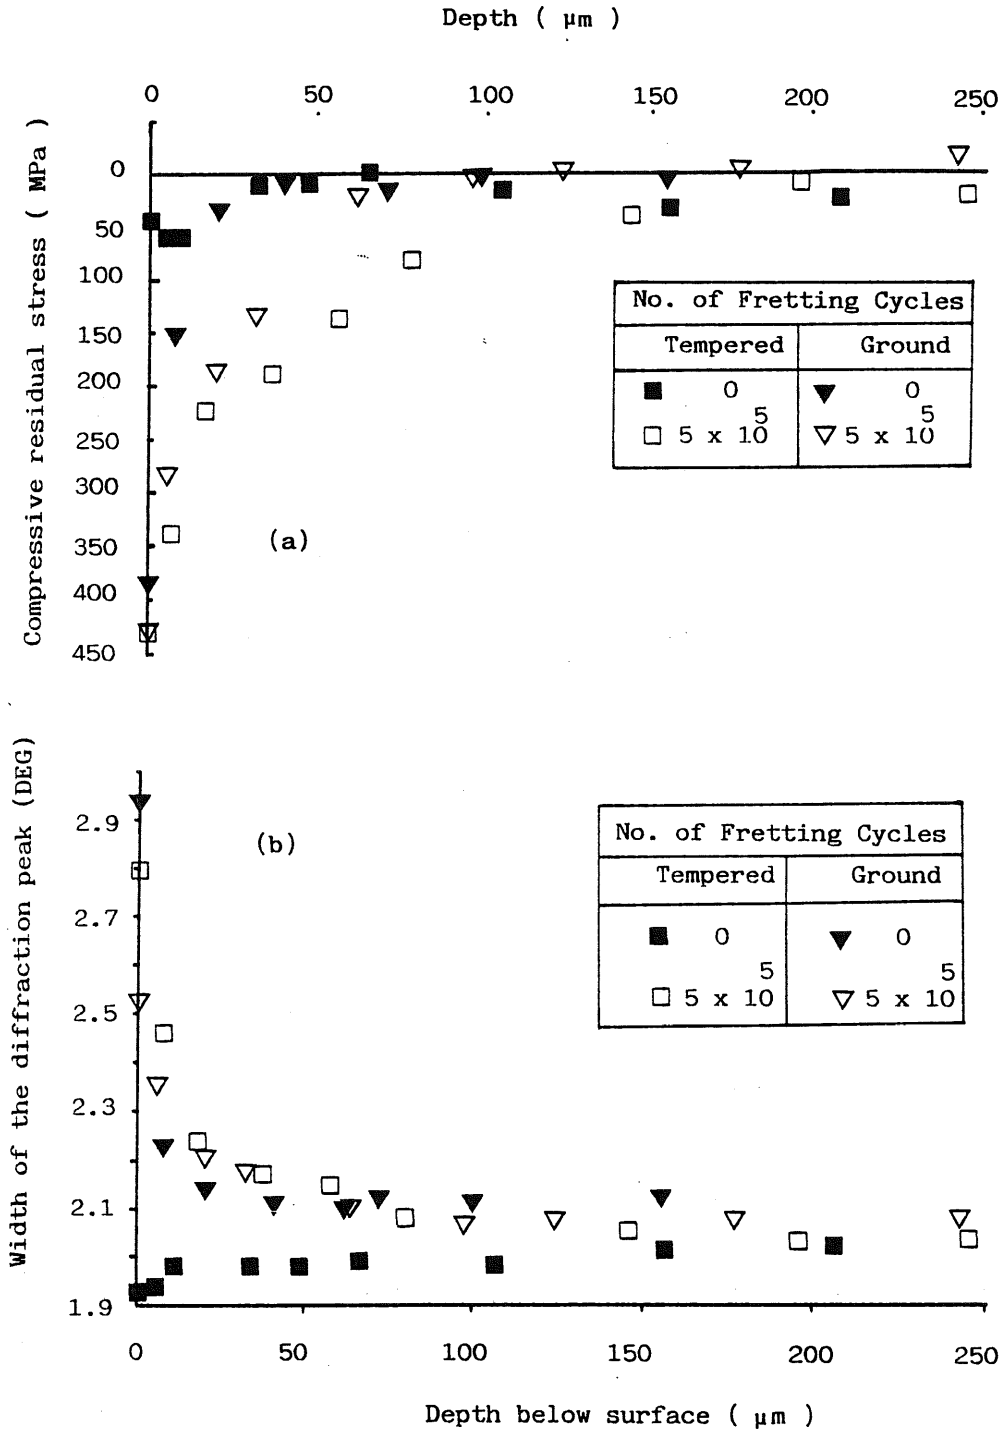 Depth ( µm )
0 50 100 150 200 250
Compressive residual stress ( MPa )
0
50
100
150
200
250
300
350
400
450
No. of Fretting Cycles
Tempered Ground
■ 0 ▼ 0
5 5
□ 5 x 10 ▽ 5 x 10
(a)
Width of the diffraction peak (DEG)
2.9
2.7
2.5
2.3
2.1
1.9
(b)
No. of Fretting Cycles
Tempered Ground
■ 0 ▼ 0
5 5
□ 5 x 10 ▽ 5 x 10
0 50 100 150 200 250
Depth below surface ( µm )